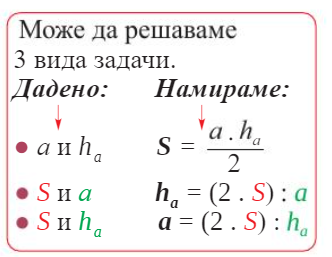 Може да решаваме
3 вида задачи.
Дадено: Намираме:
• a и hₐ S = (a . hₐ)/2
• S и a hₐ = (2 . S) : a
• S и hₐ a = (2 . S) : hₐ